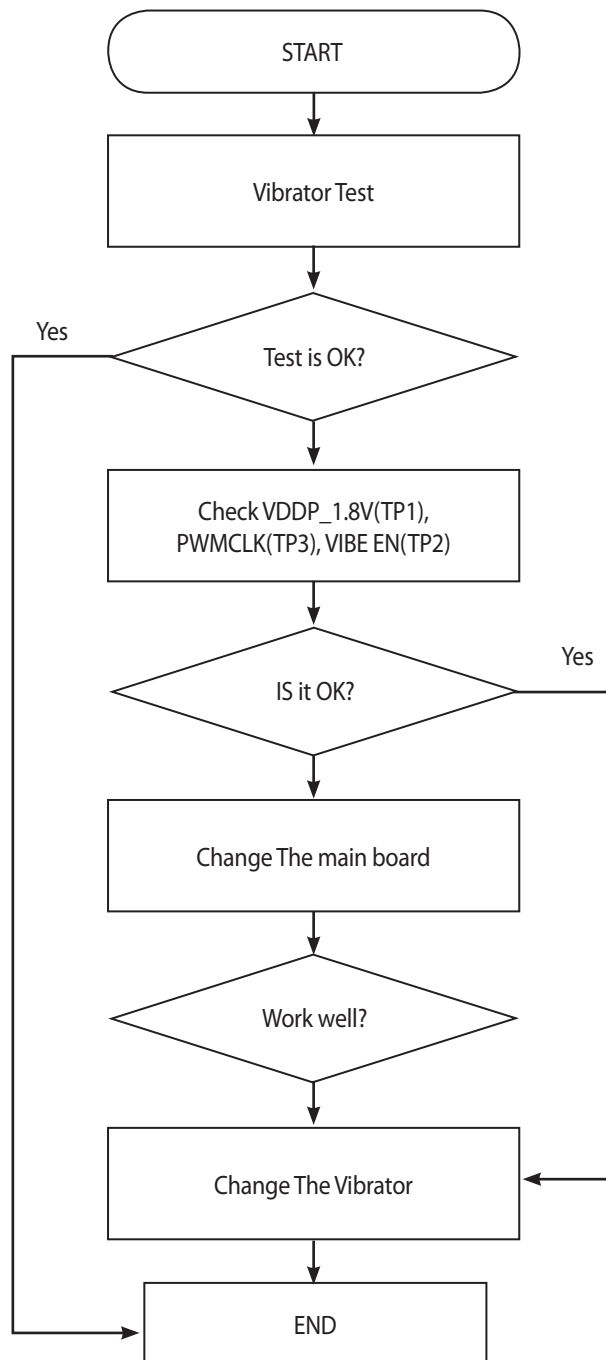 START
Vibrator Test
Yes
Test is OK?
Check VDDP_1.8V(TP1),
PWMCLK(TP3), VIBE EN(TP2)
Yes
IS it OK?
Change The main board
Work well?
Change The Vibrator
END